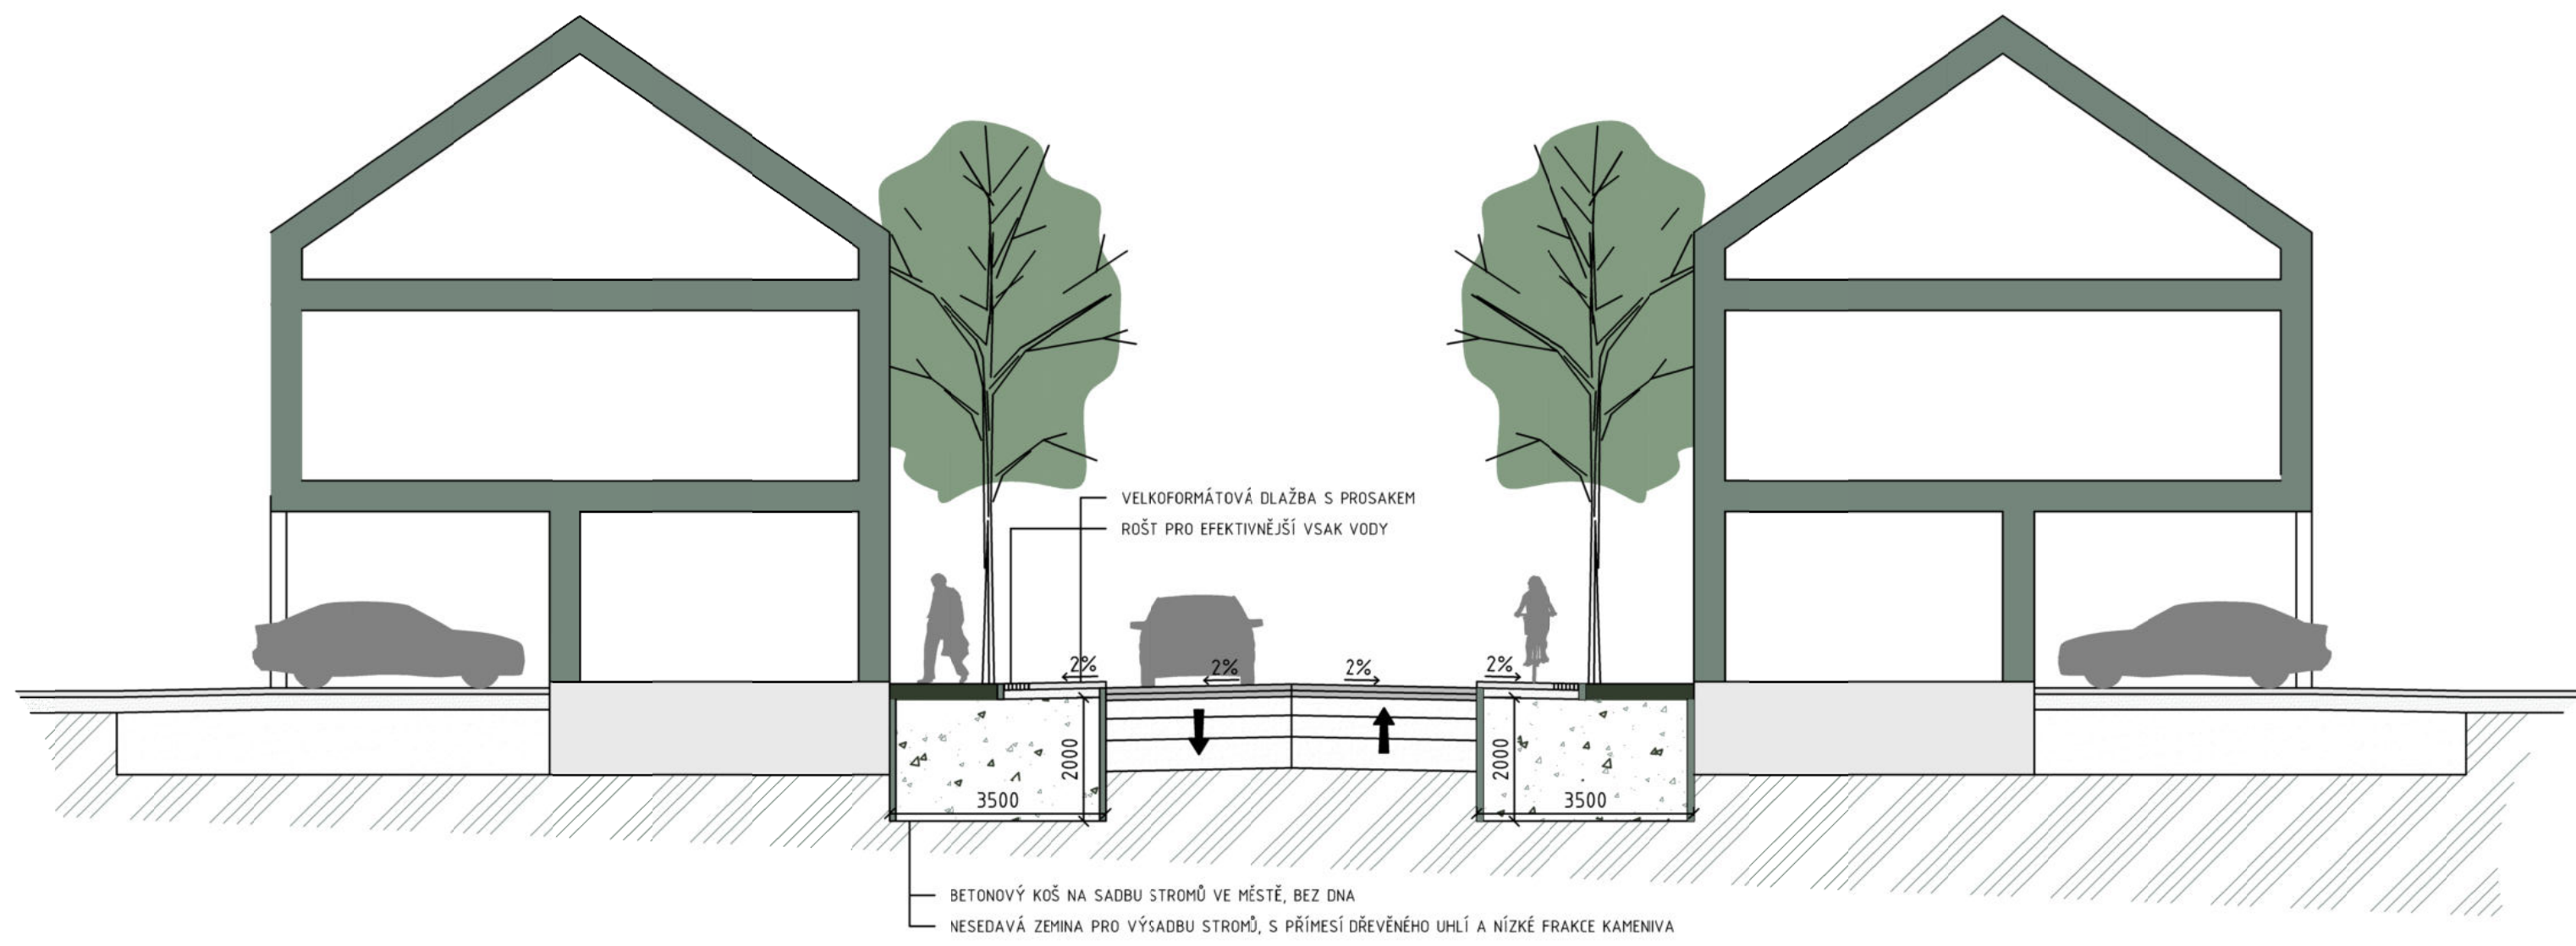 VELKOFORMÁTOVÁ DLAŽBA S PROSAKEM
ROŠT PRO EFEKTIVNĚJŠÍ VSAK VODY
2%
2%
2%
2%
2000
3500
2000
3500
BETONOVÝ KOŠ NA SADBU STROMŮ VE MĚSTĚ, BEZ DNA
NESEDAVÁ ZEMINA PRO VÝSADBU STROMŮ, S PŘÍMESÍ DŘEVĚNÉHO UHLÍ A NÍZKÉ FRAKCE KAMENIVA